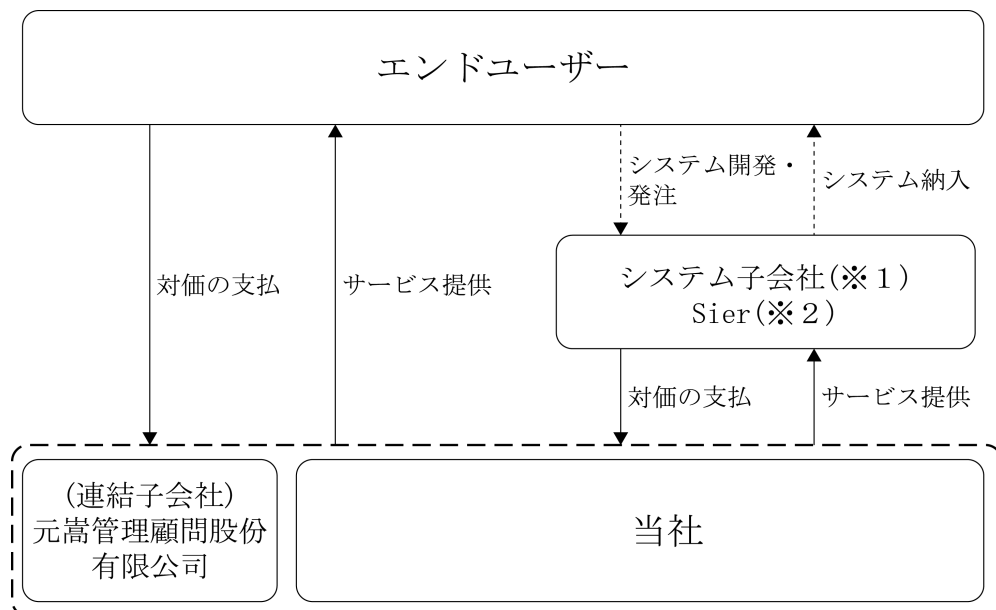 エンドユーザー
システム開発・
発注
システム納入
対価の支払
サービス提供
システム子会社(※１)
Sier(※２)
対価の支払
サービス提供
(連結子会社)
元嵩管理顧問股份
有限公司
当社